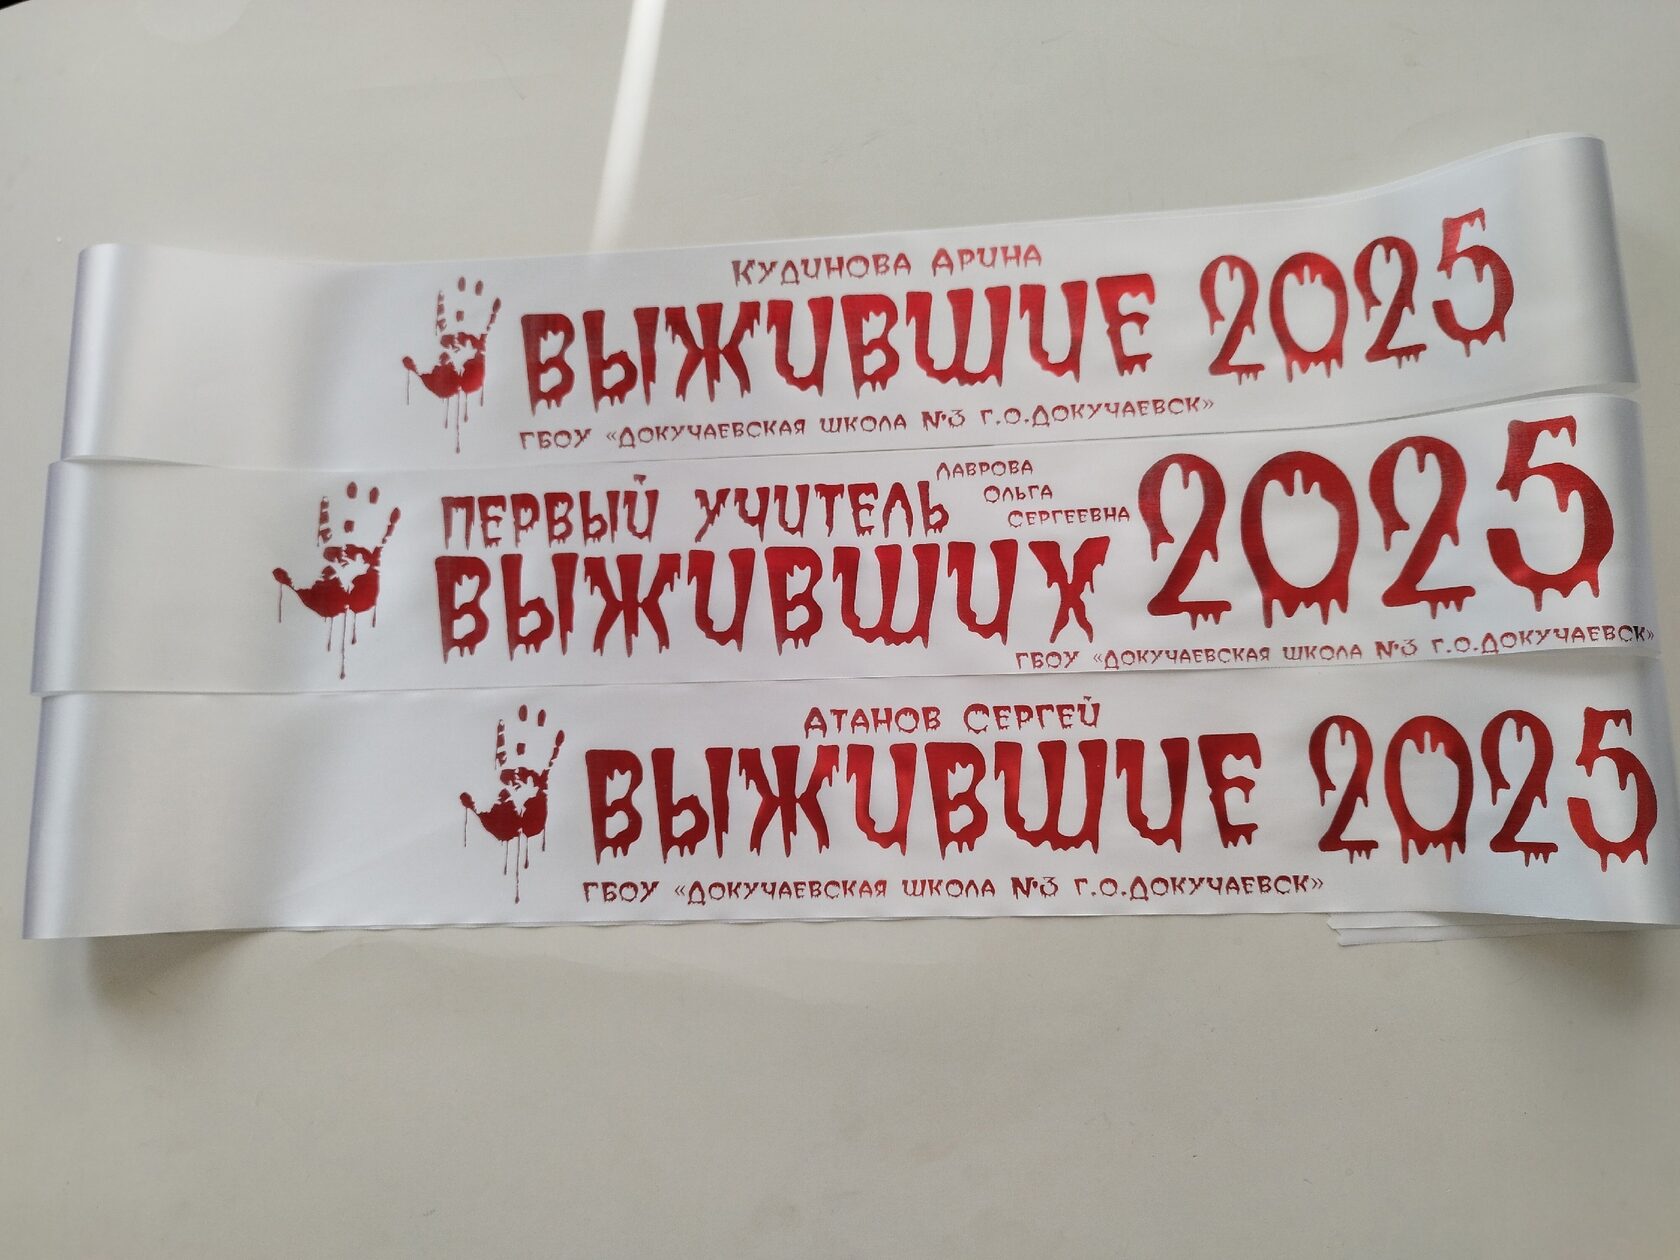 КУДИНОВА АРИНА
ВЫЖИВШИЕ 2025
ГБОУ «ДОКУЧАЕВСКАЯ ШКОЛА №3 Г.О.ДОКУЧАЕВСК»
ПЕРВЫЙ УЧИТЕЛЬ
ЛАВРОВА
ОЛЬГА
СЕРГЕЕВНА
ВЫЖИВШИХ 2025
ГБОУ «ДОКУЧАЕВСКАЯ ШКОЛА №3 Г.О.ДОКУЧАЕВСК»
АТАНОВ СЕРГЕЙ
ВЫЖИВШИЕ 2025
ГБОУ «ДОКУЧАЕВСКАЯ ШКОЛА №3 Г.О.ДОКУЧАЕВСК»